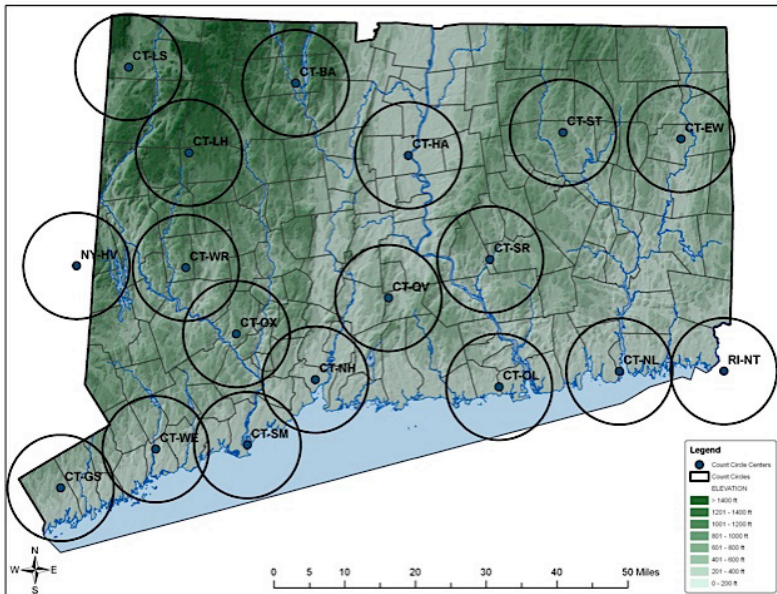 CT-LS
CT-BA
CT-ST
CT-EW
CT-LH
CT-HA
NY-HV
CT-WR
CT-SR
CT-QV
CT-OX
CT-NH
CT-OL
CT-NL
RI-NT
CT-WE
CT-SM
CT-GS
Legend
Count Circle Centers
Count Circles
ELEVATION
> 1400 ft
1201 - 1400 ft
1001 - 1200 ft
801 - 1000 ft
601 - 800 ft
401 - 600 ft
201 - 400 ft
0 - 200 ft
N
W E
S
0 10 20 30 40 50 Miles